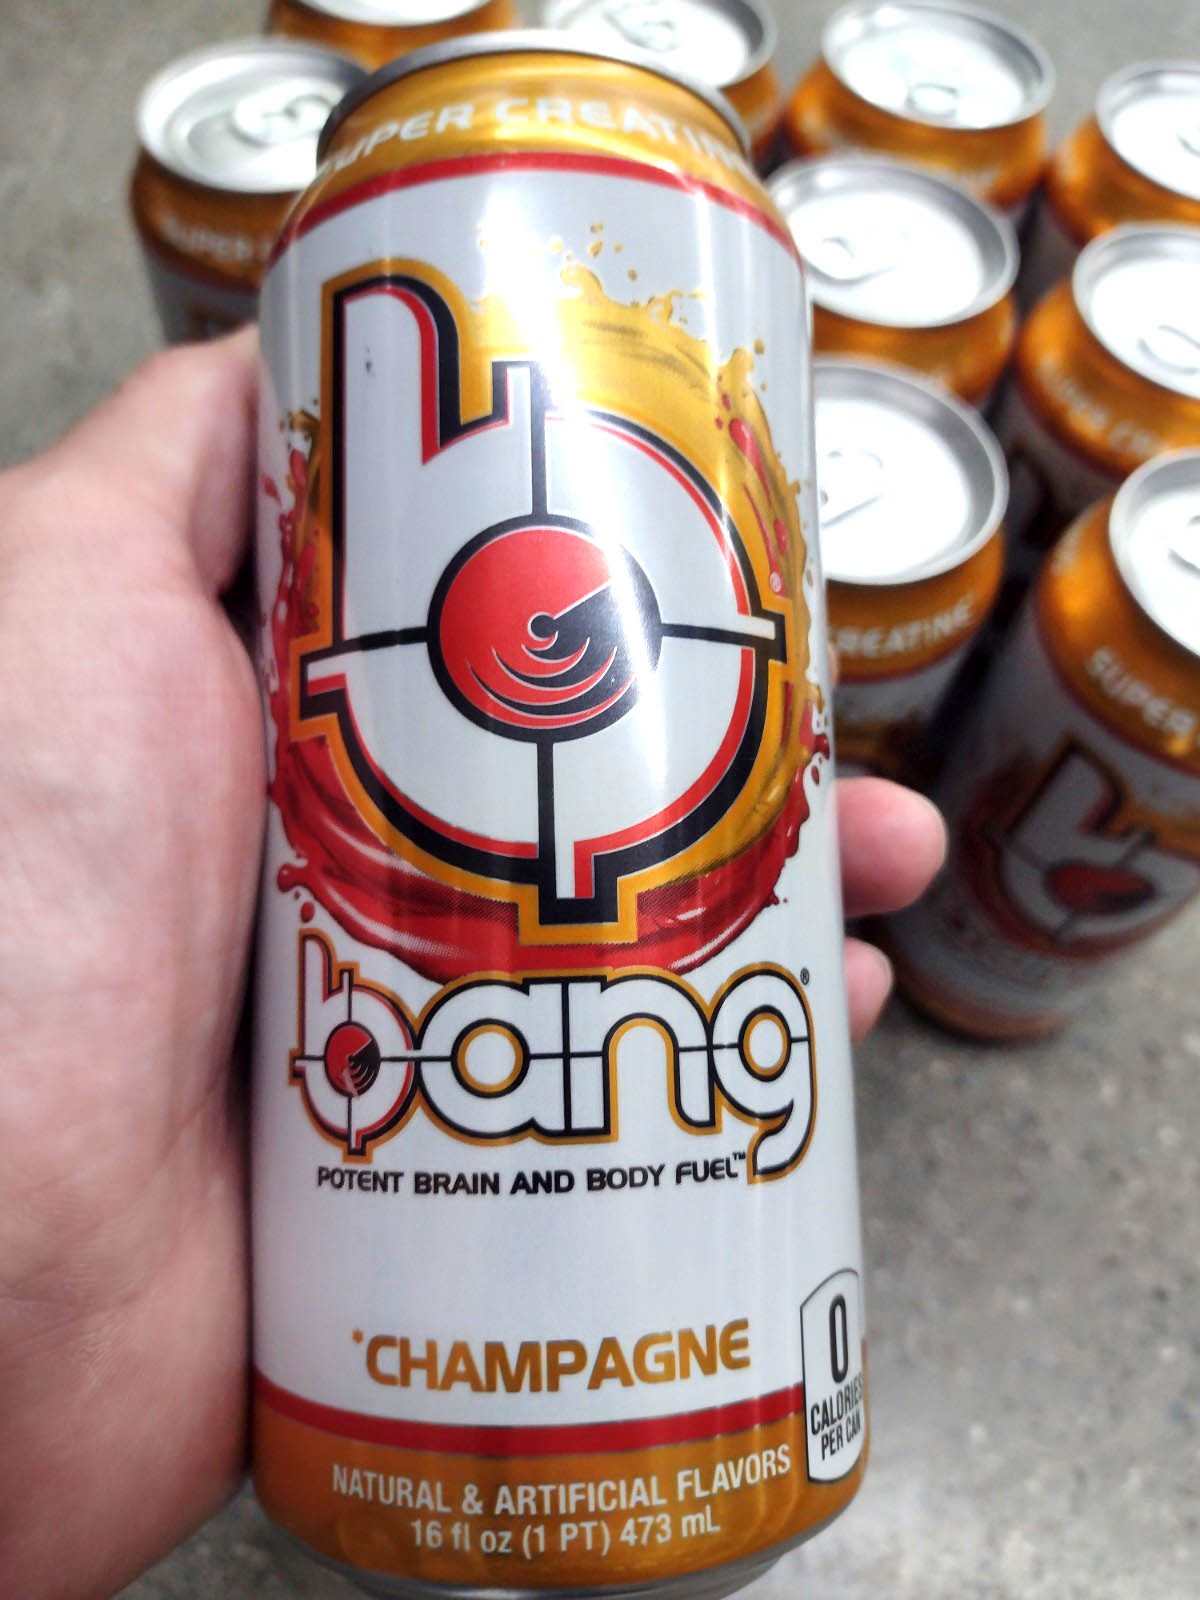 SUPER CREATINE
bang®
POTENT BRAIN AND BODY FUEL™
*CHAMPAGNE
0
CALORIES
PER CAN
NATURAL & ARTIFICIAL FLAVORS
16 fl oz (1 PT) 473 mL
CREATINE
SUPER